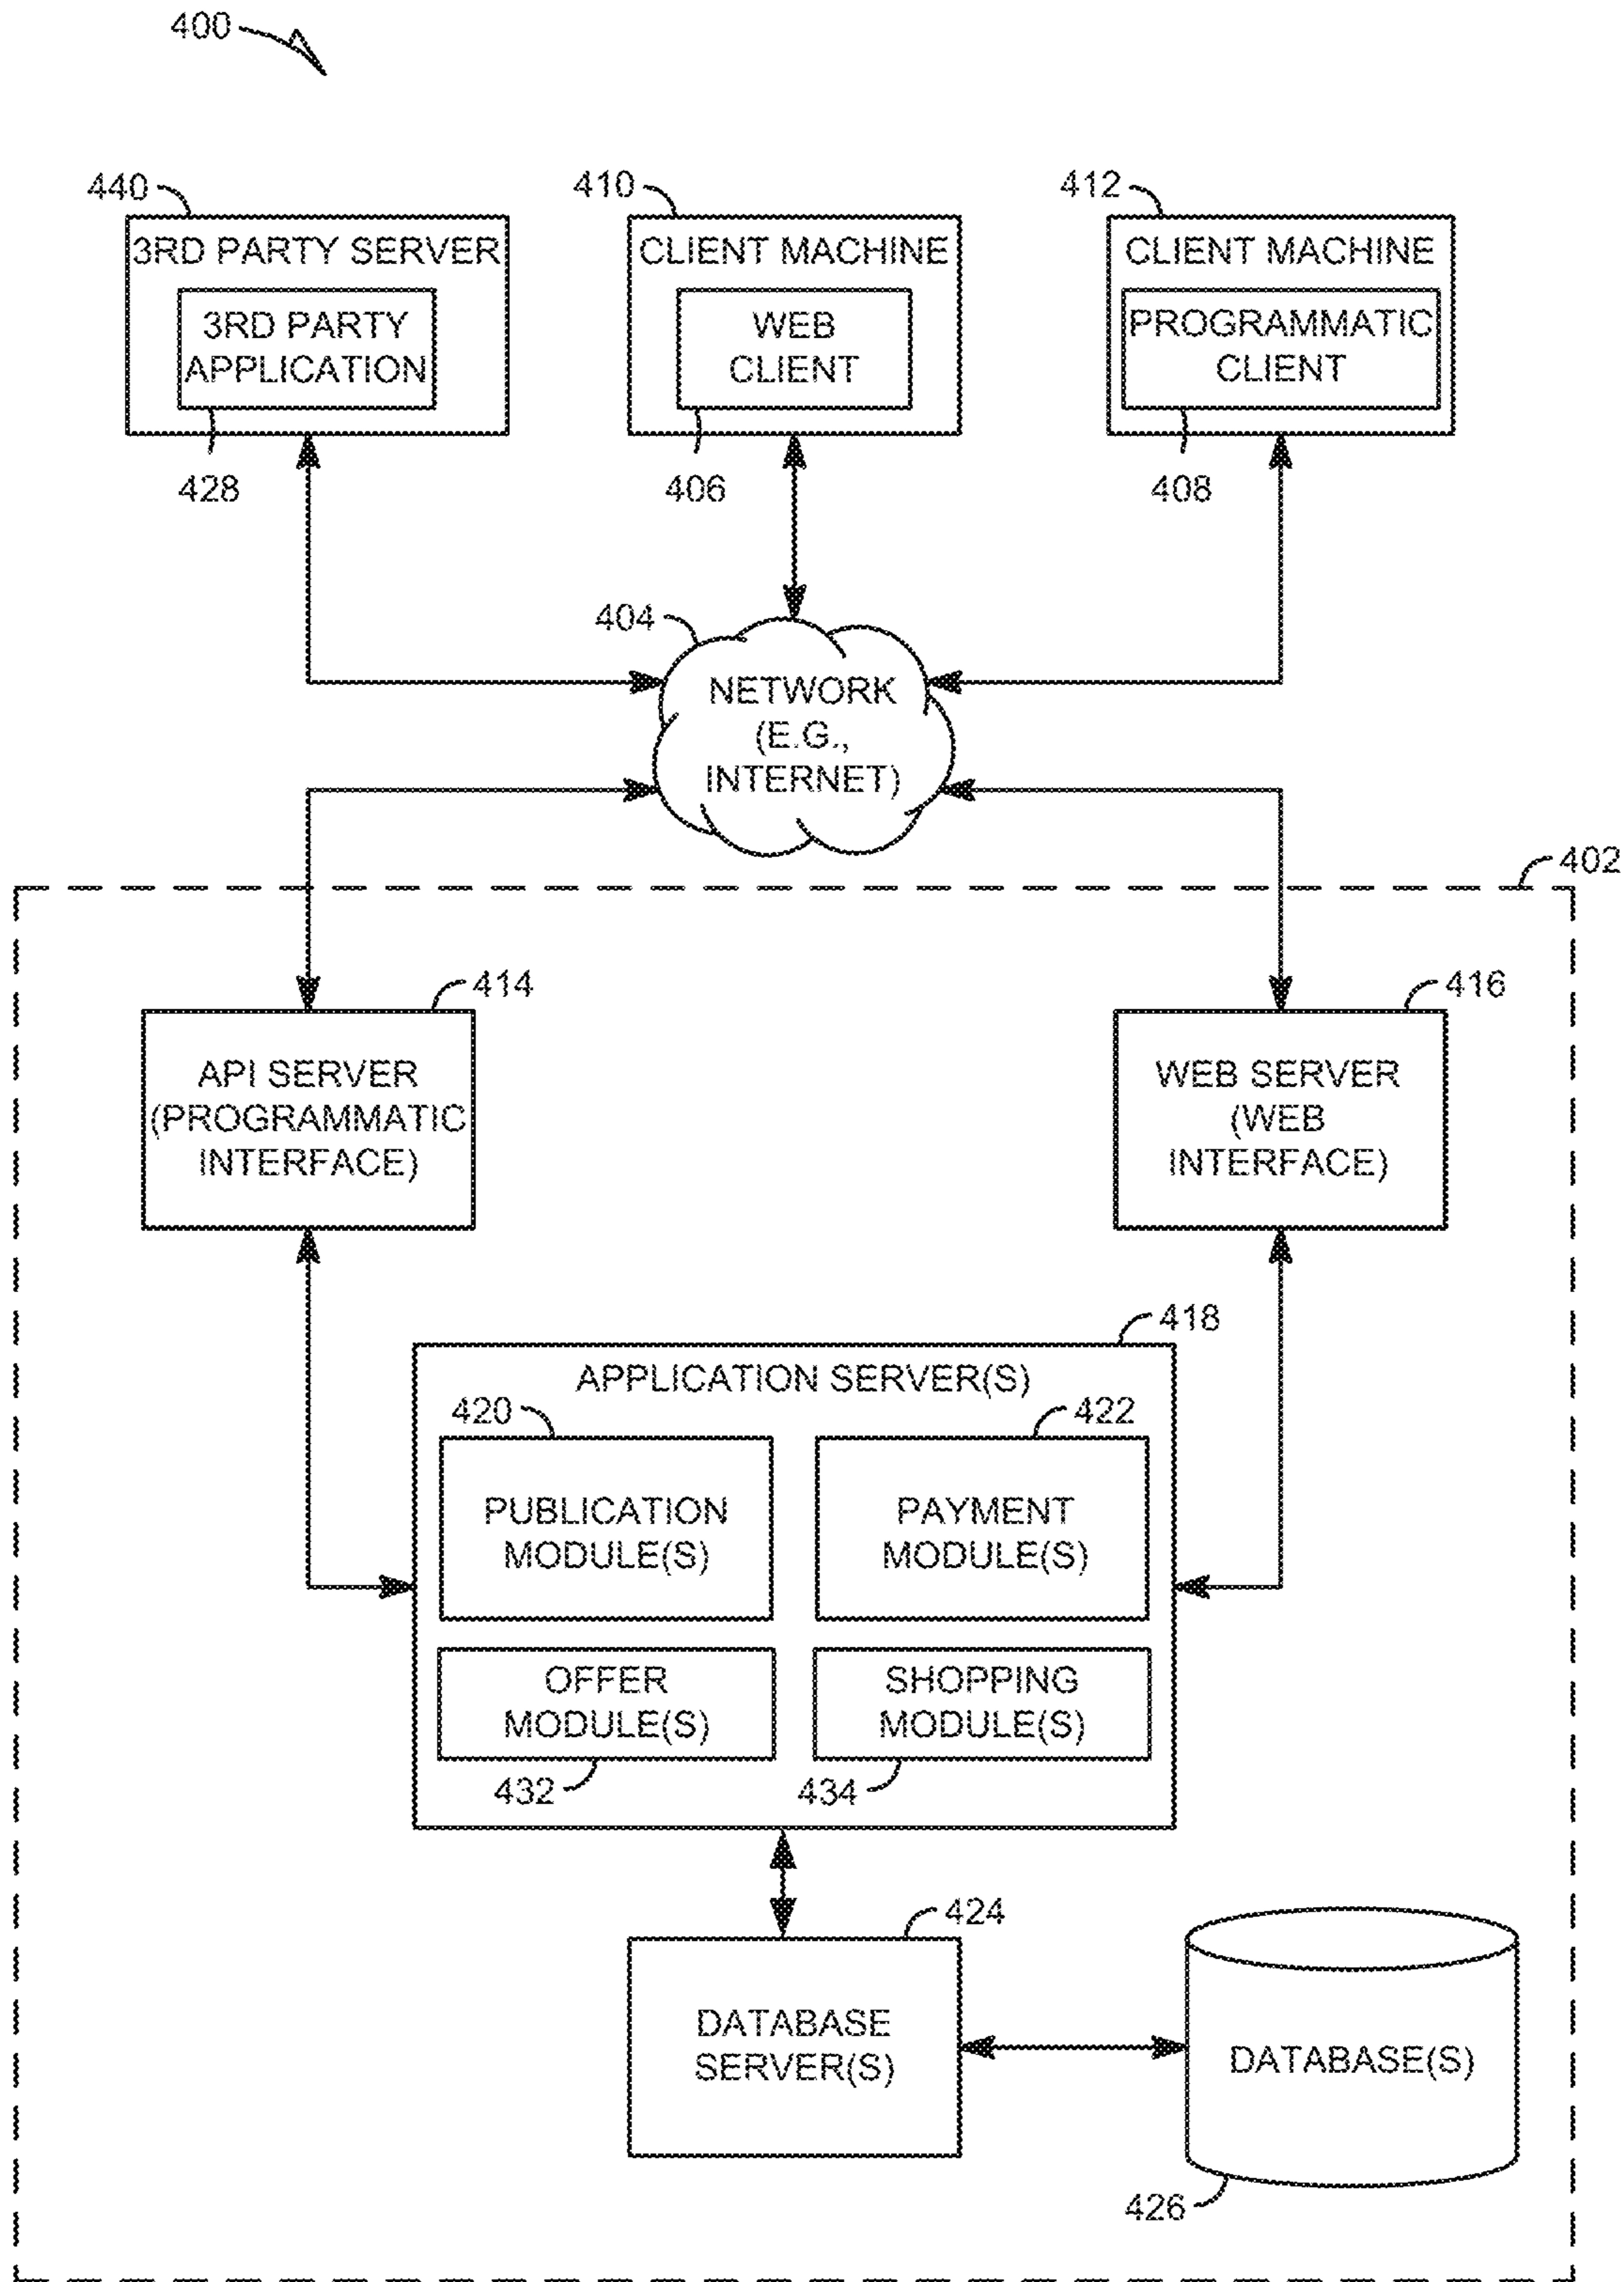 400
440
410
412
3RD PARTY SERVER
CLIENT MACHINE
CLIENT MACHINE
3RD PARTY
APPLICATION
WEB
CLIENT
PROGRAMMATIC
CLIENT
428
406
408
404
NETWORK
(E.G.,
INTERNET)
402
414
416
API SERVER
(PROGRAMMATIC
INTERFACE)
WEB SERVER
(WEB
INTERFACE)
418
APPLICATION SERVER(S)
420
422
PUBLICATION
MODULE(S)
PAYMENT
MODULE(S)
OFFER
MODULE(S)
SHOPPING
MODULE(S)
432
434
424
DATABASE
SERVER(S)
DATABASE(S)
426